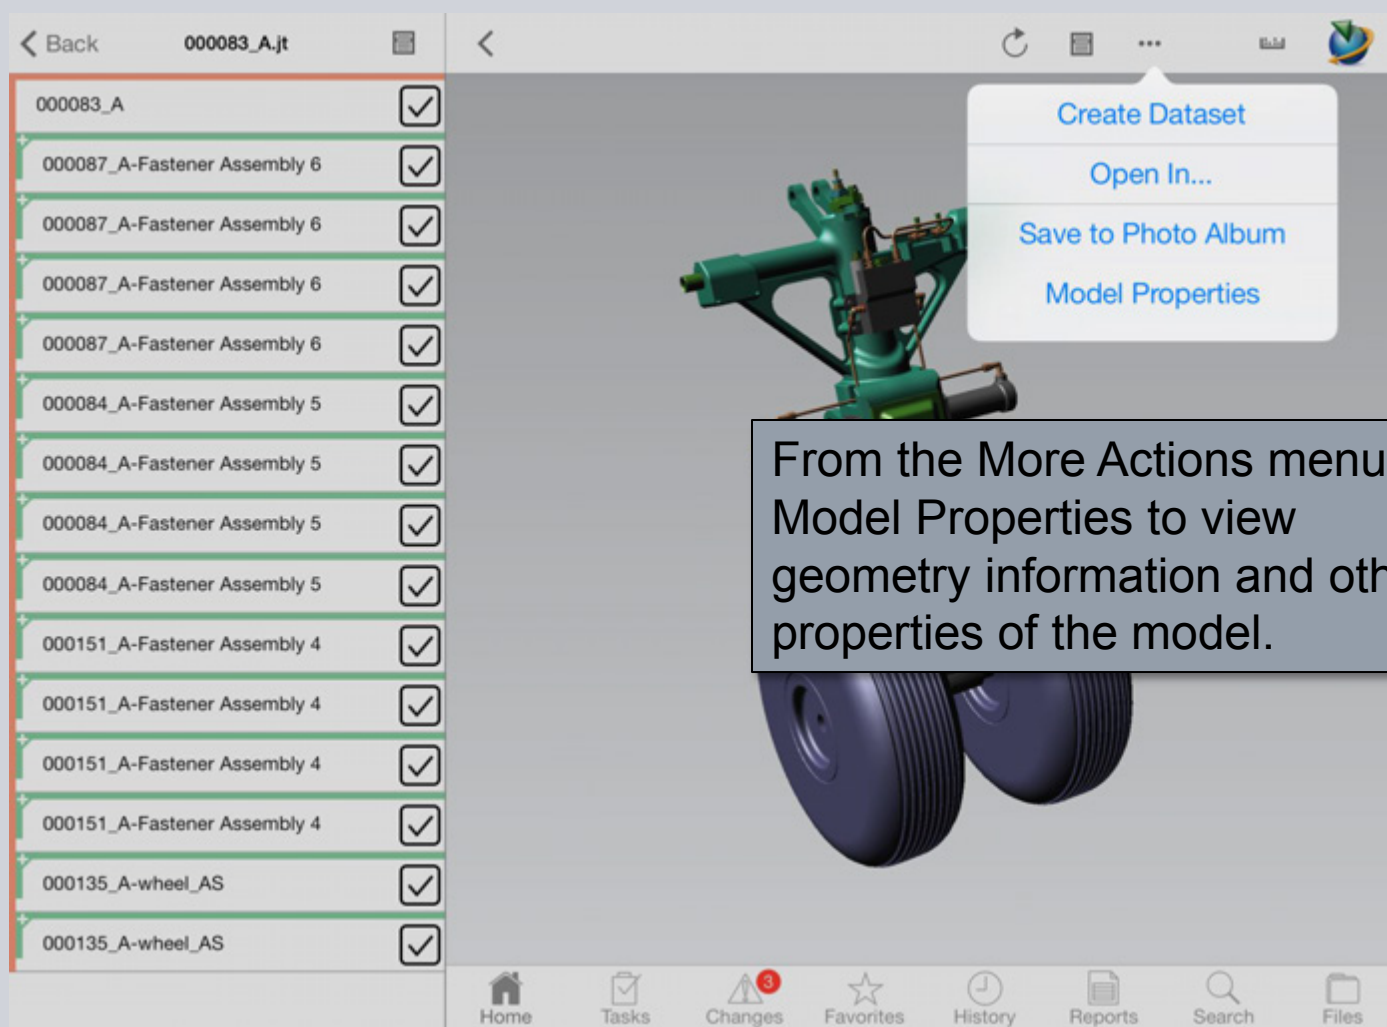 Back
000083_A.jt
000083_A
000087_A-Fastener Assembly 6
000087_A-Fastener Assembly 6
000087_A-Fastener Assembly 6
000087_A-Fastener Assembly 6
000084_A-Fastener Assembly 5
000084_A-Fastener Assembly 5
000084_A-Fastener Assembly 5
000084_A-Fastener Assembly 5
000151_A-Fastener Assembly 4
000151_A-Fastener Assembly 4
000151_A-Fastener Assembly 4
000151_A-Fastener Assembly 4
000135_A-wheel_AS
000135_A-wheel_AS
Create Dataset
Open In...
Save to Photo Album
Model Properties
From the More Actions menu
Model Properties to view
geometry information and oth
properties of the model.
3
Home Tasks Changes Favorites History Reports Search Files